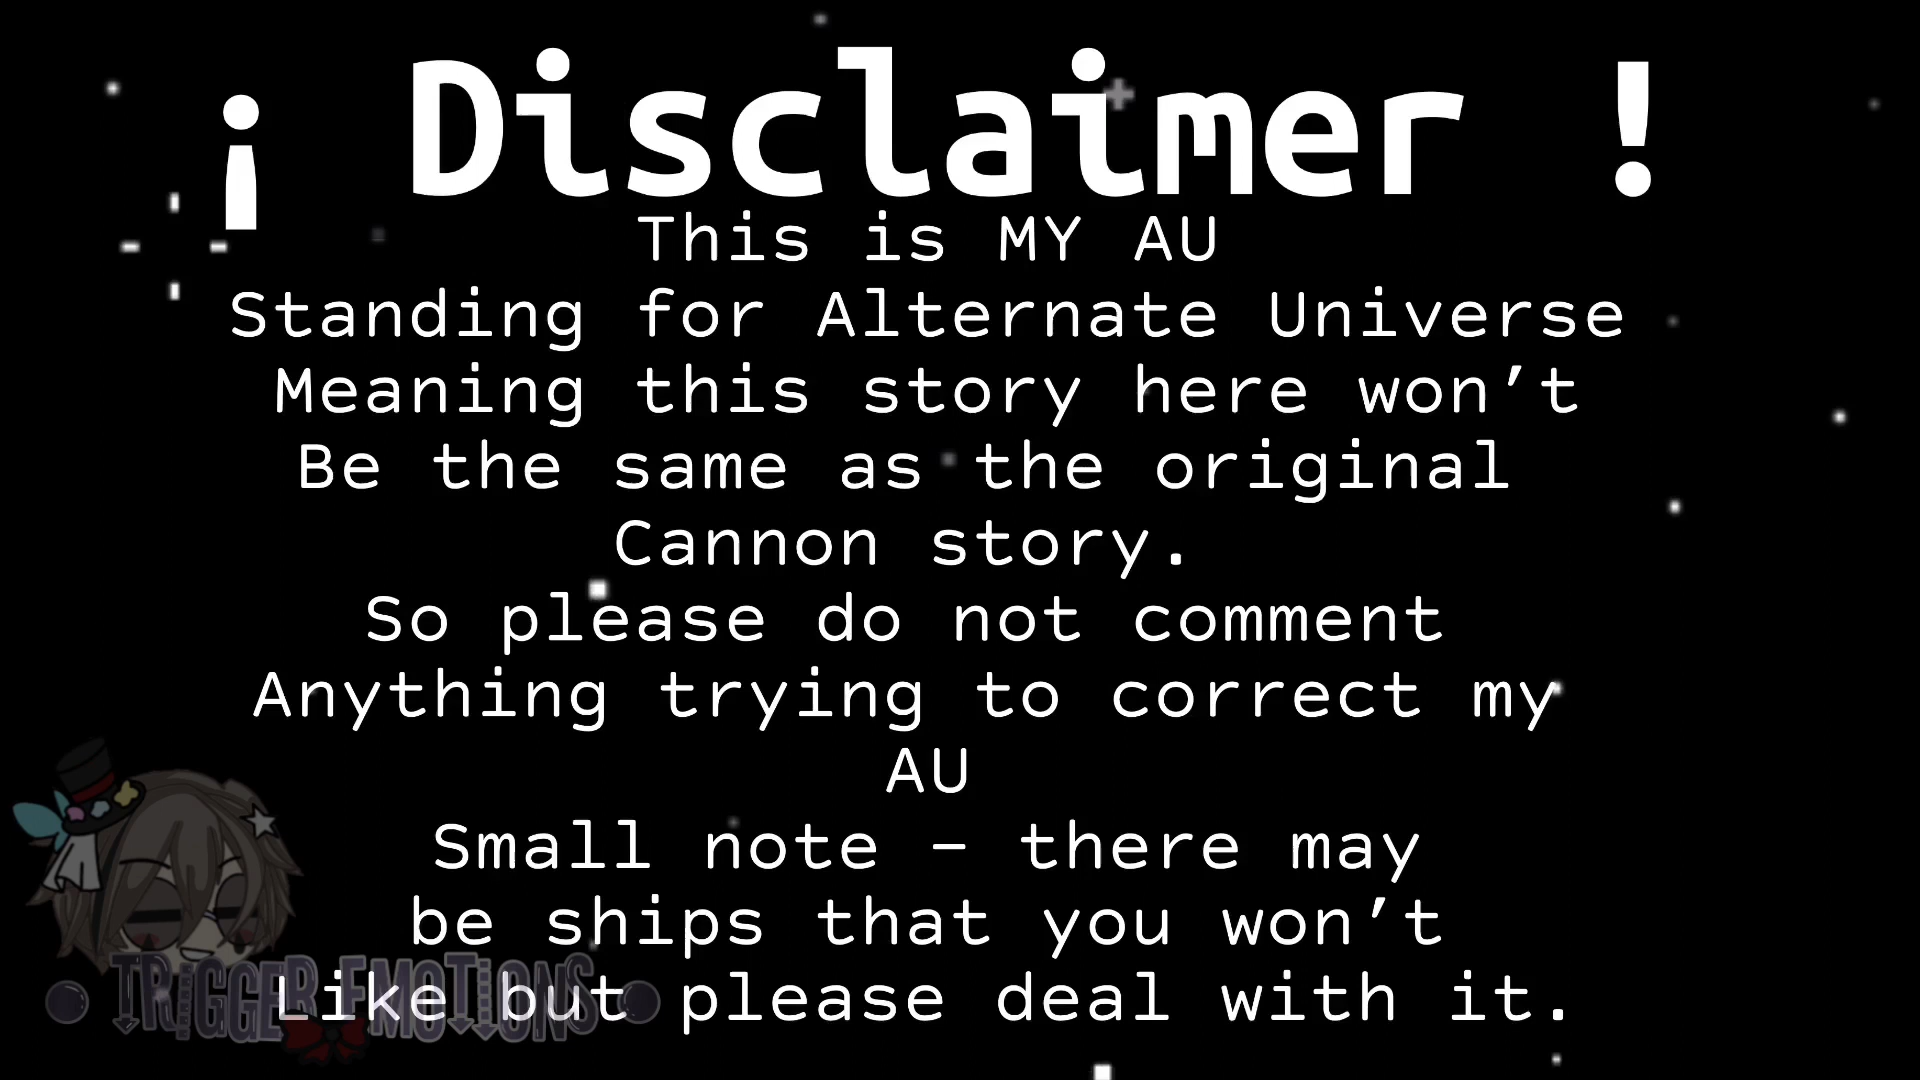 ¡ Disclaimer !
This is MY AU
Standing for Alternate Universe
Meaning this story here won’t
Be the same as the original
Cannon story.
So please do not comment
Anything trying to correct my
AU
Small note – there may
be ships that you won’t
Like but please deal with it.
TRIGGER EMOTIONS